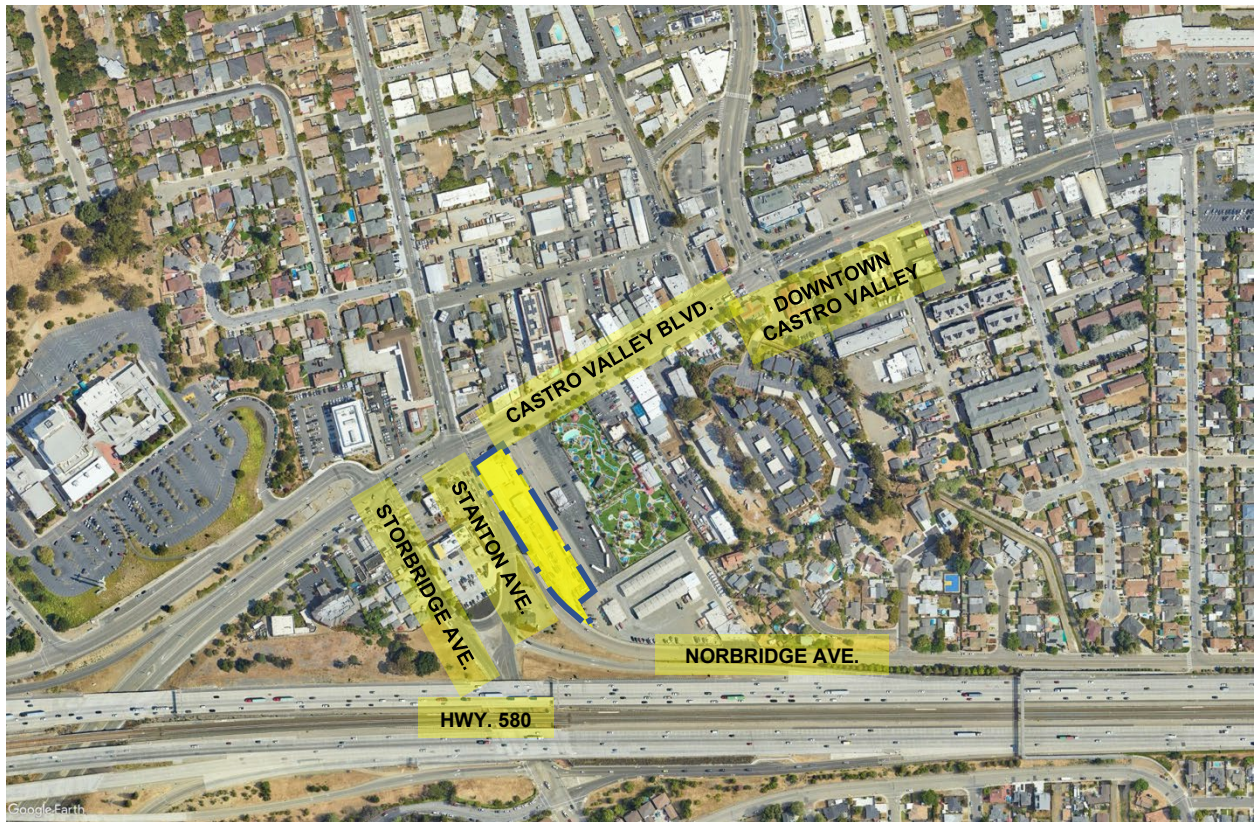 DOWNTOWN
CASTRO VALLEY
CASTRO VALLEY BLVD.
STANTON AVE.
STORBRIDGE AVE.
NORBRIDGE AVE.
HWY. 580
Google Earth